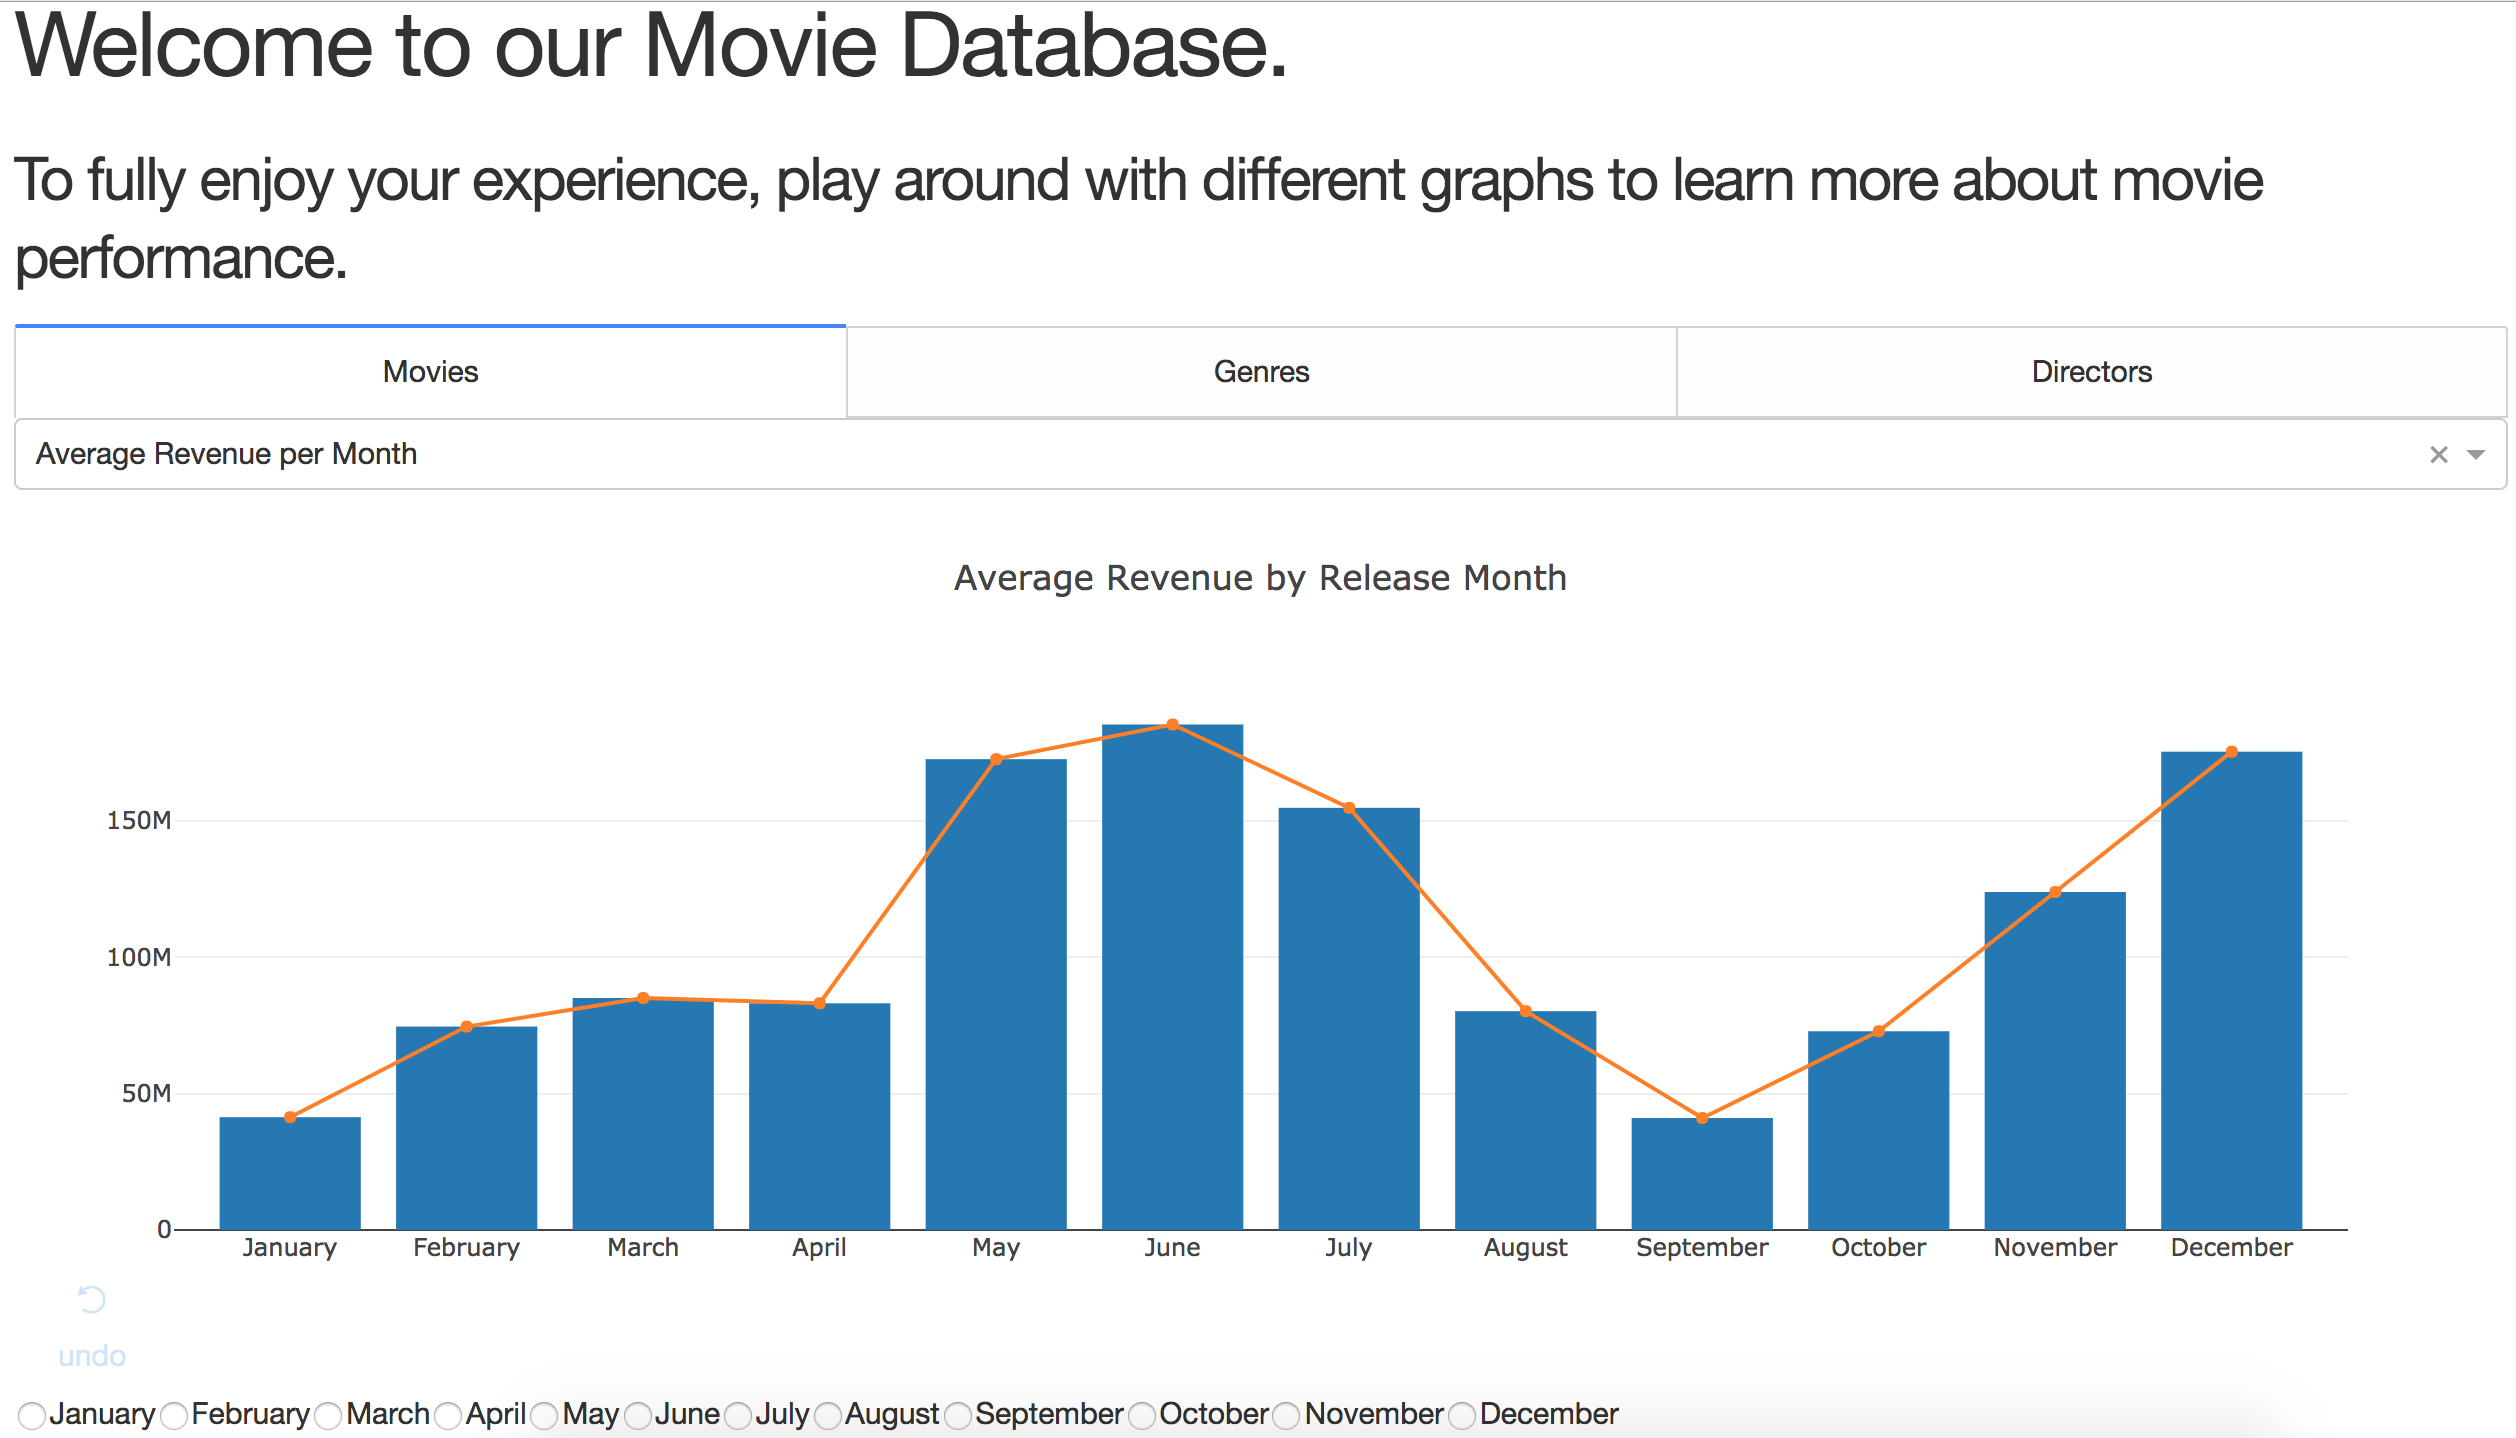 Welcome to our Movie Database.
To fully enjoy your experience, play around with different graphs to learn more about movie
performance.
Movies Genres Directors
Average Revenue per Month
Average Revenue by Release Month
150M
100M
50M
0
January February March April May June July August September October November December
undo
January February March April May June July August September October November December